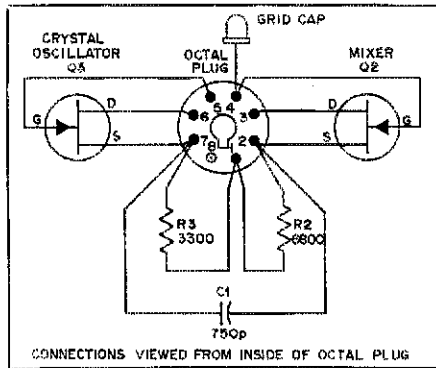 GRID CAP
CRYSTAL
OSCILLATOR
Q3
OCTAL
PLUG
MIXER
Q2
5 4
D
6 3
D
G
G
S
7 2
S
8
R3
3300
R2
6800
C1
750p
CONNECTIONS VIEWED FROM INSIDE OF OCTAL PLUG